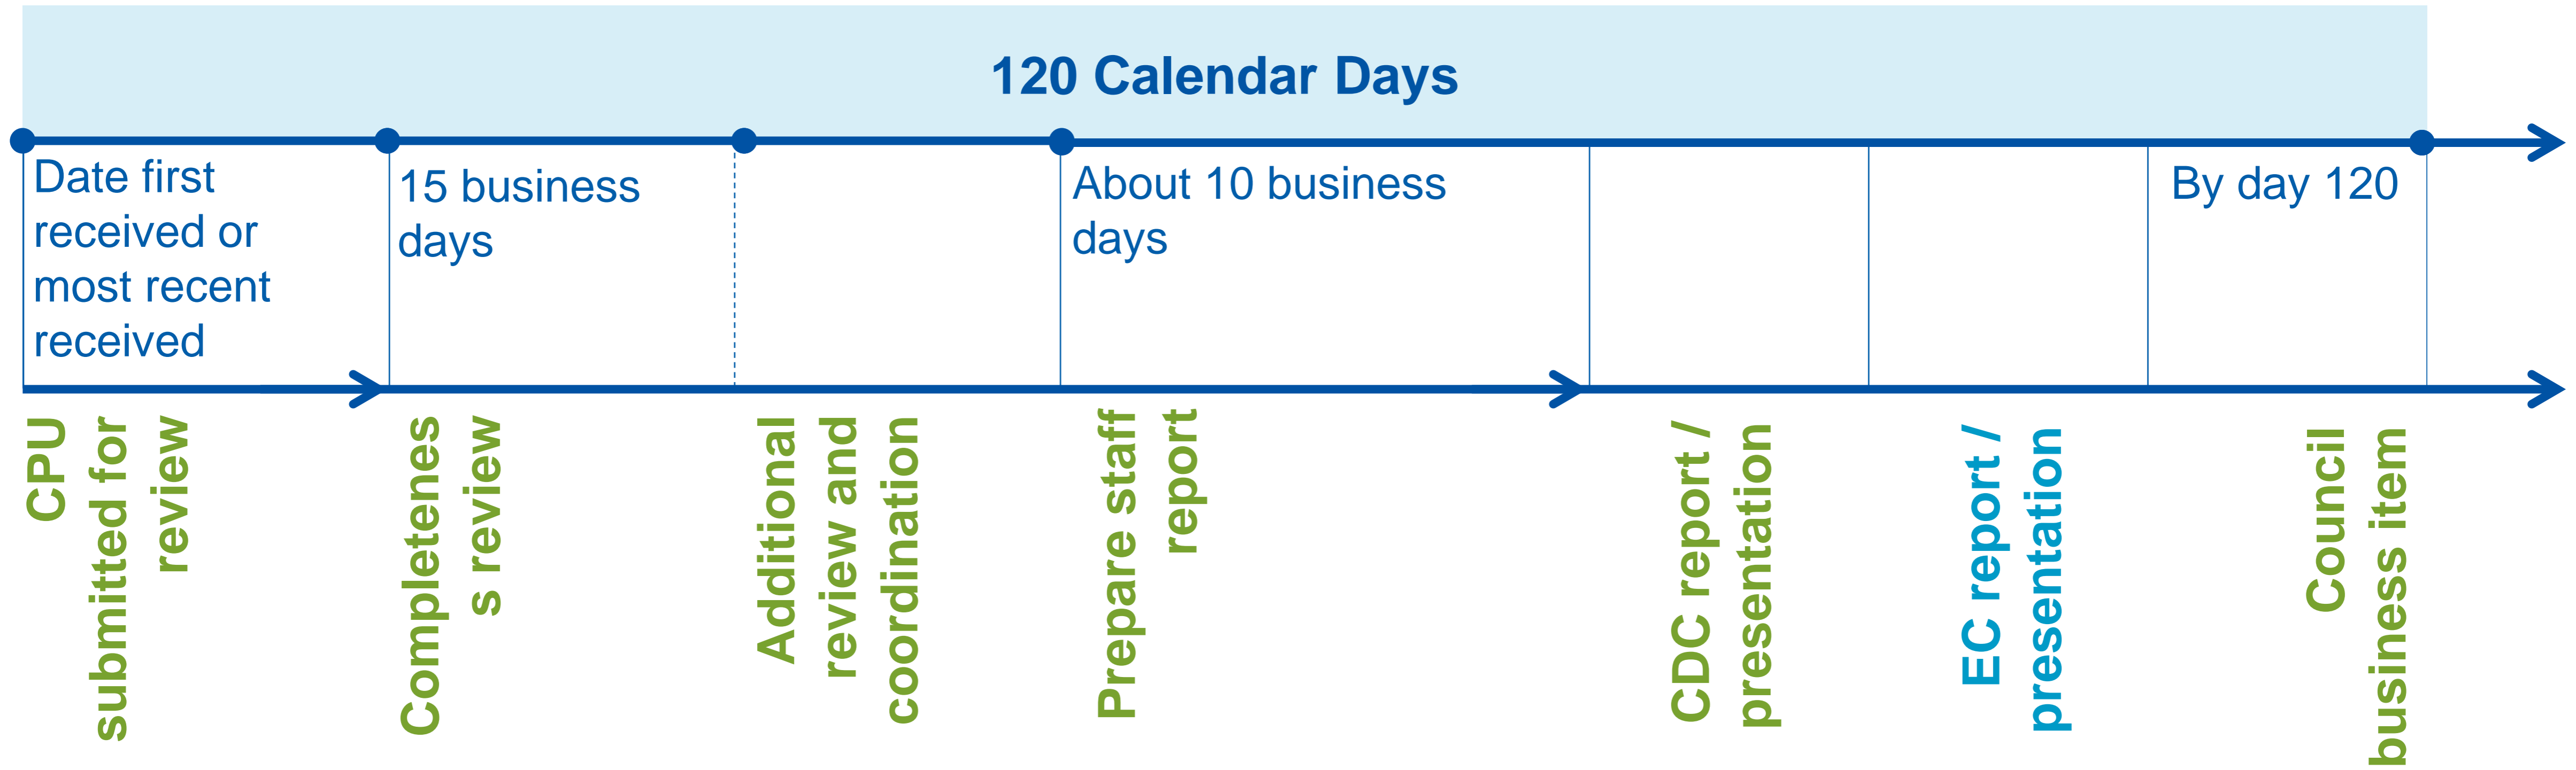 120 Calendar Days
Date first
received or
most recent
received
15 business
days
About 10 business
days
By day 120
CPU
submitted for
review
Completenes
s review
Additional
review and
coordination
Prepare staff
report
CDC report /
presentation
EC report /
presentation
Council
business item